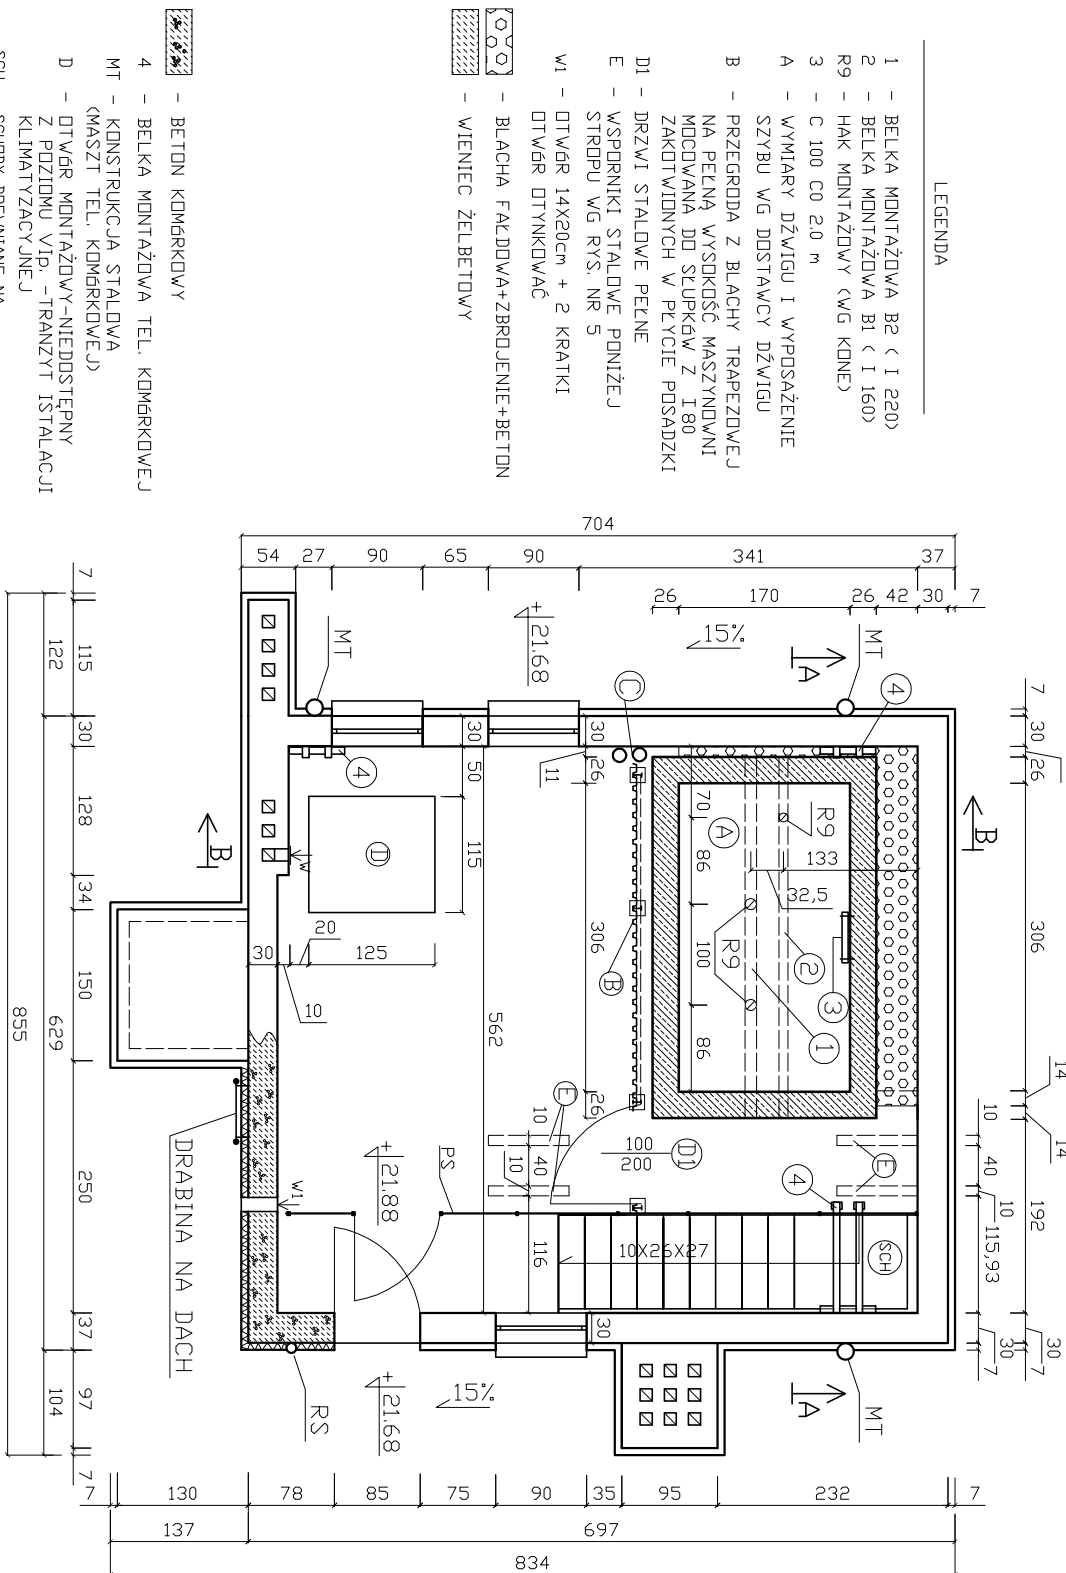 LEGENDA
1 - BELKA MONTAŻOWA B2 ( I 220)
2 - BELKA MONTAŻOWA B1 ( I 160)
R9 - HAK MONTAŻOWY (WG KONE)
3 - C 100 CO 2.0 m
A - WYMIARY DŹWIGU I WYPOSAŻENIE
SZYBU WG DOSTAWCY DŹWIGU
B - PRZEGRODA Z BLACHY TRAPEZOWEJ
NA PEŁNĄ WYSOKOŚĆ MASZYNOWNI
MOCOWANĄ DO SŁUPKÓW Z I 80
ZAKOTWIONYCH W PŁYCIE POSADZKI
D1 - DRZWI STALOWE PEŁNE
E - WSPORNIKI STALOWE PONIŻEJ
STROPU WG RYS. NR 5
W1 - OTWÓR 14X20cm + 2 KRATKI
OTWÓR OTYNKOWAĆ
- BLACHA FAŁDOWA+ZBROJENIE+BETON
- WIENIEC ŻELBETOWY
- BETON KOMÓRKOWY
4 - BELKA MONTAŻOWA TEL. KOMÓRKOWEJ
MT - KONSTRUKCJA STALOWA
(MASZT TEL. KOMÓRKOWEJ)
D - OTWÓR MONTAŻOWY-NIEDOSTĘPNY
Z POZIOMU VIp. -TRANZYT ISTALACJI
KLIMATYZACYJNEJ
704
54 27 90 65 90 341 37
26 170 26 42 30 7
MT
+21.68
15%
A
MT
4
C
7 30 26 306 14 14 192 30 7
10 40 10 115,93 30 7
B
30 50 30 26 11
4
70 86 100 86
A
R9
133
32,5
R9
2
3
1
D
115
W
20
125
30
10
306
B
562
26
E
10 40 10
100
200
D1
E
4
116
10X26X27
SCH
30
PS
+21.88
W1
DRABINA NA DACH
RS
+21.68
15%
A
MT
B
7 115 30 128 34 150 250 37 97 7
122 629 104
855
7 130 78 85 75 90 35 95 232 7
137 697
834